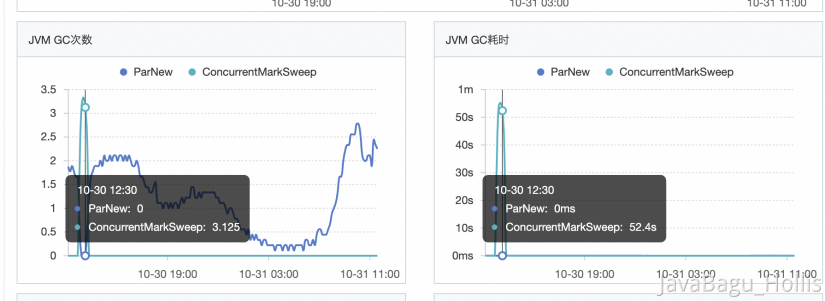 10-30 19:00 10-31 03:00 10-31 11:00
JVM GC次数
ParNew ConcurrentMarkSweep
3.5
3
2.5
2
1.5
1
0.5
0
10-30 12:30
ParNew: 0
ConcurrentMarkSweep: 3.125
10-30 19:00 10-31 03:00 10-31 11:00
JVM GC耗时
ParNew ConcurrentMarkSweep
1m
50s
40s
30s
20s
10s
0ms
10-30 12:30
ParNew: 0ms
ConcurrentMarkSweep: 52.4s
10-30 19:00 10-31 03:00 10-31 11:00
javaBagu_Hollis